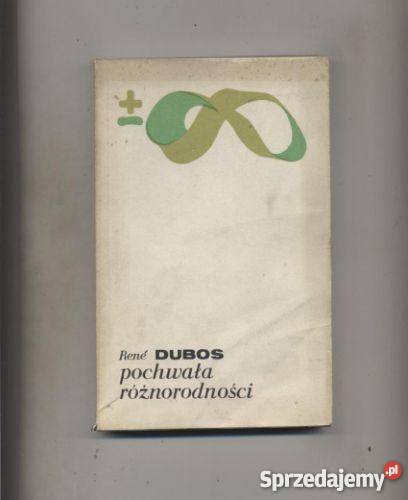 ±∞
René DUBOS
pochwała
różnorodności
Sprzedajemy.pl